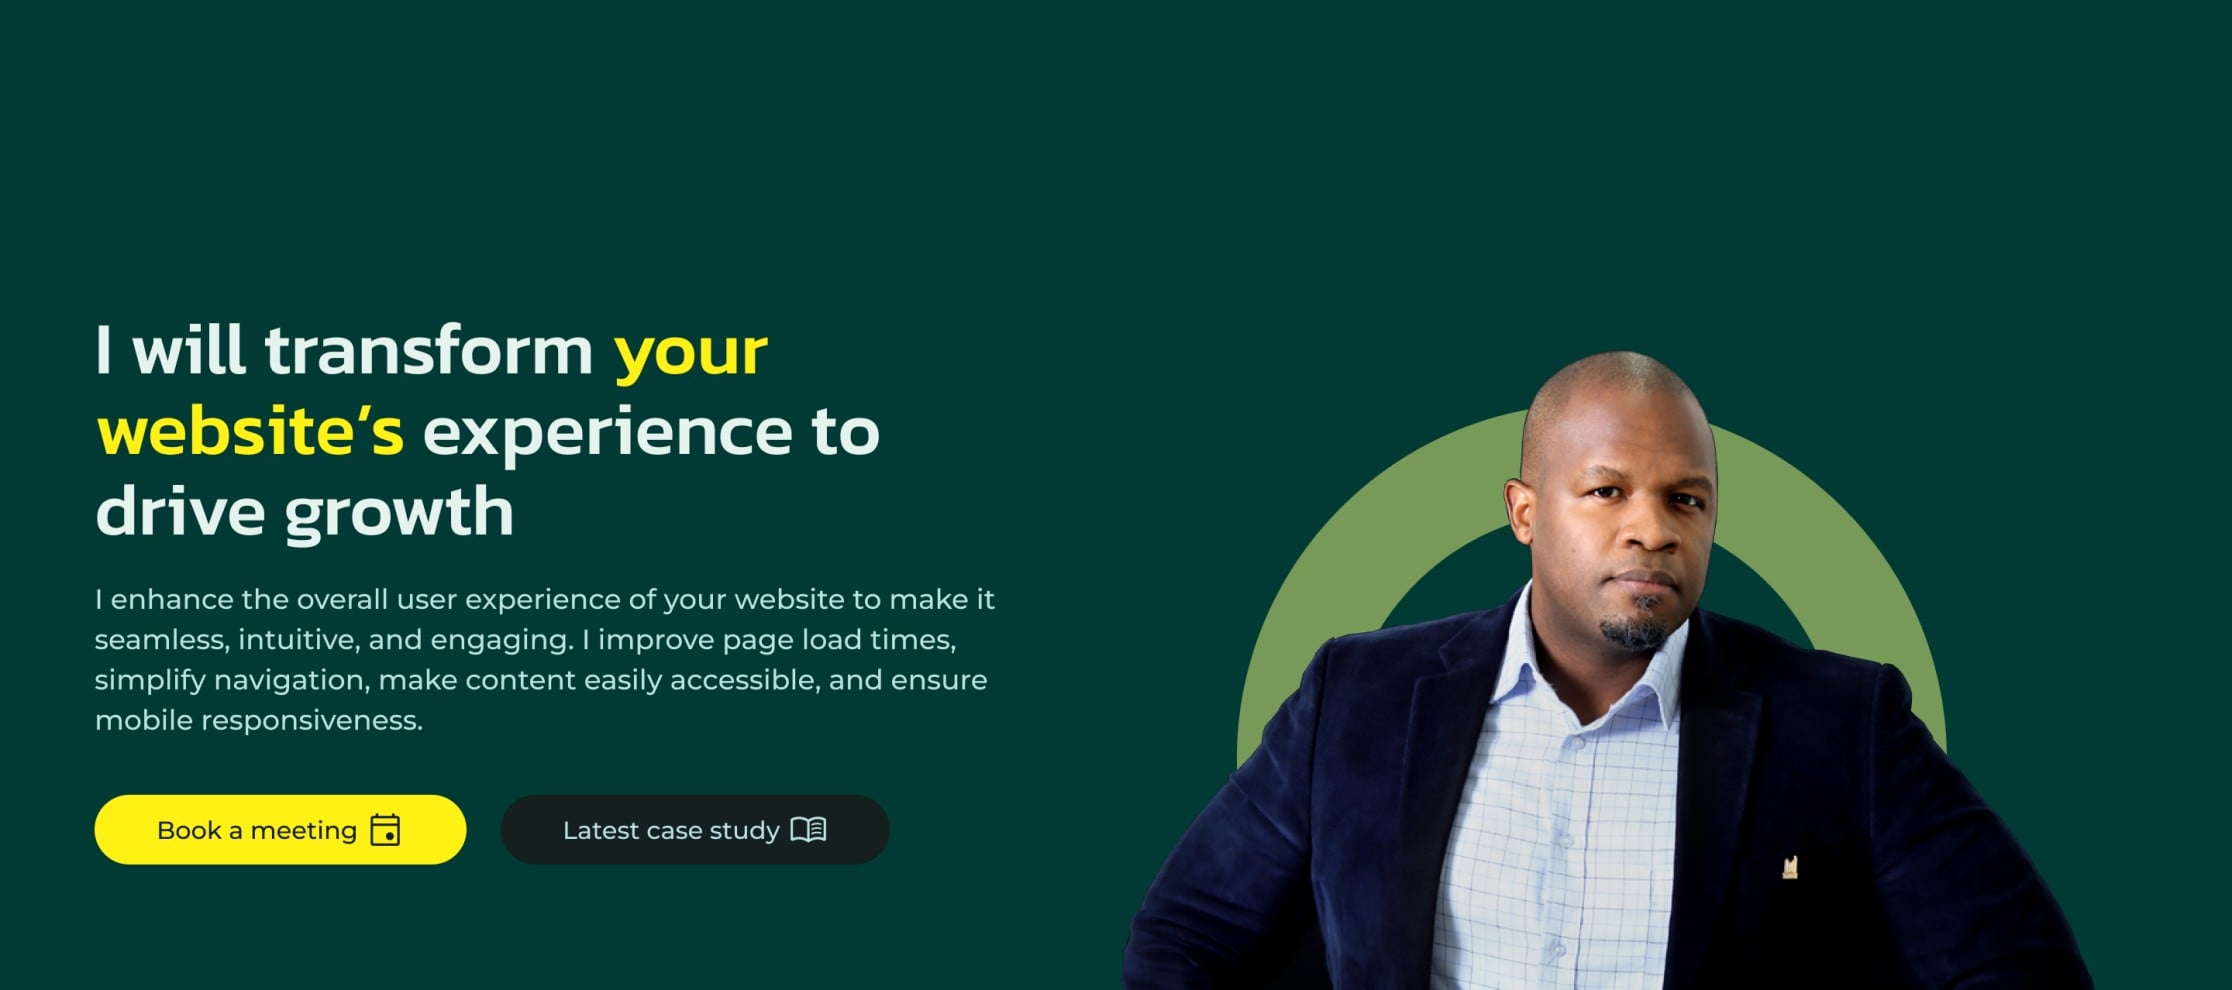 I will transform your
website’s experience to
drive growth
I enhance the overall user experience of your website to make it
seamless, intuitive, and engaging. I improve page load times,
simplify navigation, make content easily accessible, and ensure
mobile responsiveness.
Book a meeting
Latest case study